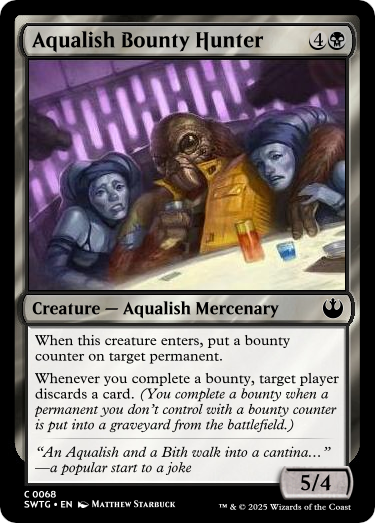 Aqualish Bounty Hunter 4
Creature — Aqualish Mercenary
When this creature enters, put a bounty
counter on target permanent.
Whenever you complete a bounty, target player
discards a card. (You complete a bounty when a
permanent you don't control with a bounty counter
is put into a graveyard from the battlefield.)
"An Aqualish and a Bith walk into a cantina..."
—a popular start to a joke
5/4
C 0068
SWTG • EN Matthew Starbuck
™ & © 2025 Wizards of the Coast